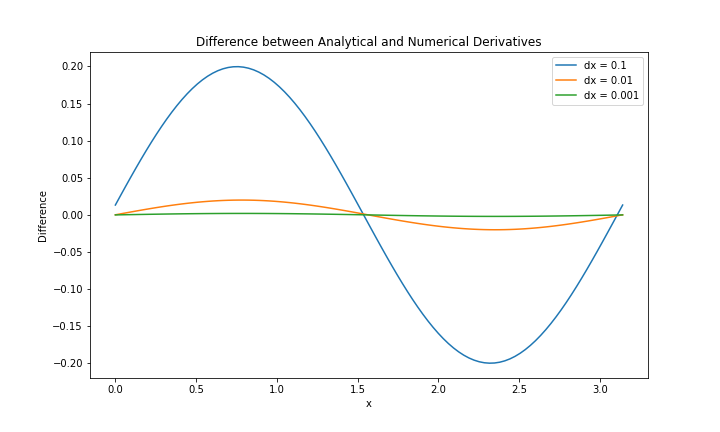 Difference between Analytical and Numerical Derivatives
dx = 0.1
dx = 0.01
dx = 0.001
Difference
0.20
0.15
0.10
0.05
0.00
−0.05
−0.10
−0.15
−0.20
0.0 0.5 1.0 1.5 2.0 2.5 3.0
x